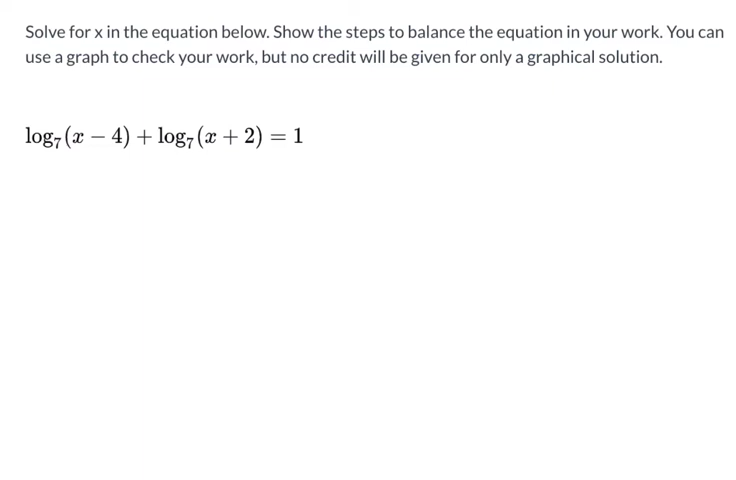 Solve for x in the equation below. Show the steps to balance the equation in your work. You can
use a graph to check your work, but no credit will be given for only a graphical solution.
log₇(x − 4) + log₇(x + 2) = 1